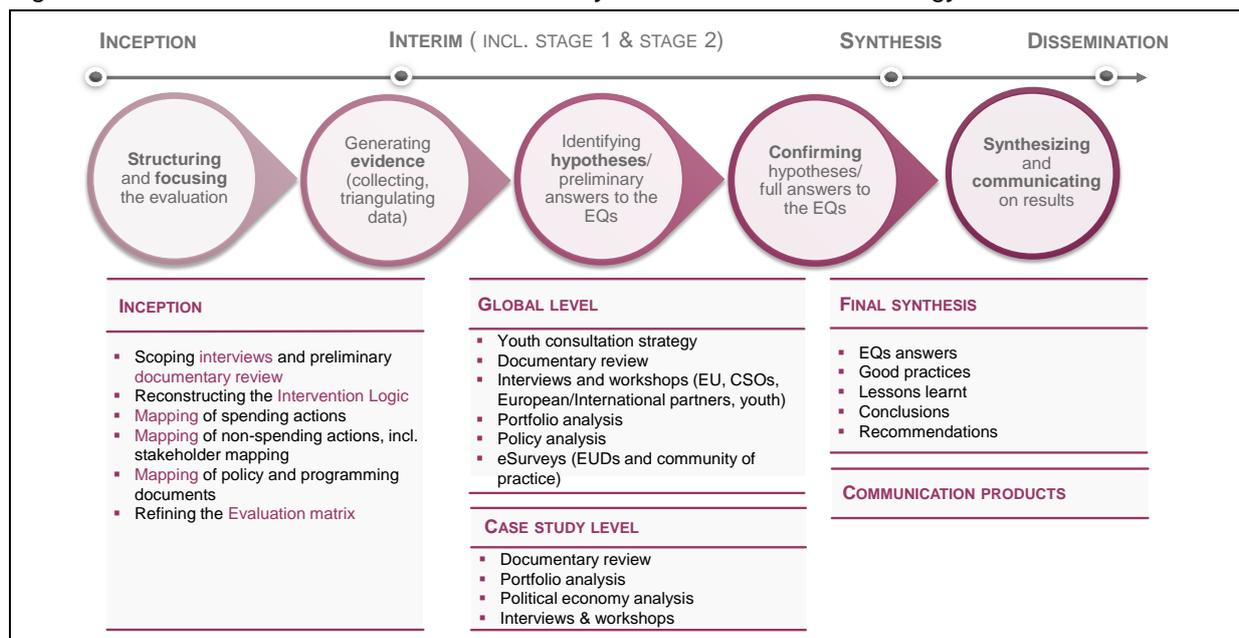 INCEPTION
INTERIM ( INCL. STAGE 1 & STAGE 2)
SYNTHESIS
DISSEMINATION
Structuring
and focusing
the evaluation
Generating
evidence
(collecting,
triangulating
data)
Identifying
hypotheses/
preliminary
answers to the
EQs
Confirming
hypotheses/
full answers to
the EQs
Synthesizing
and
communicating
on results
INCEPTION
▪ Scoping interviews and preliminary
documentary review
▪ Reconstructing the Intervention Logic
▪ Mapping of spending actions
▪ Mapping of non-spending actions, incl.
stakeholder mapping
▪ Mapping of policy and programming
documents
▪ Refining the Evaluation matrix
GLOBAL LEVEL
▪ Youth consultation strategy
▪ Documentary review
▪ Interviews and workshops (EU, CSOs,
European/International partners, youth)
▪ Portfolio analysis
▪ Policy analysis
▪ eSurveys (EUDs and community of
practice)
CASE STUDY LEVEL
▪ Documentary review
▪ Portfolio analysis
▪ Political economy analysis
▪ Interviews & workshops
FINAL SYNTHESIS
▪ EQs answers
▪ Good practices
▪ Lessons learnt
▪ Conclusions
▪ Recommendations
COMMUNICATION PRODUCTS